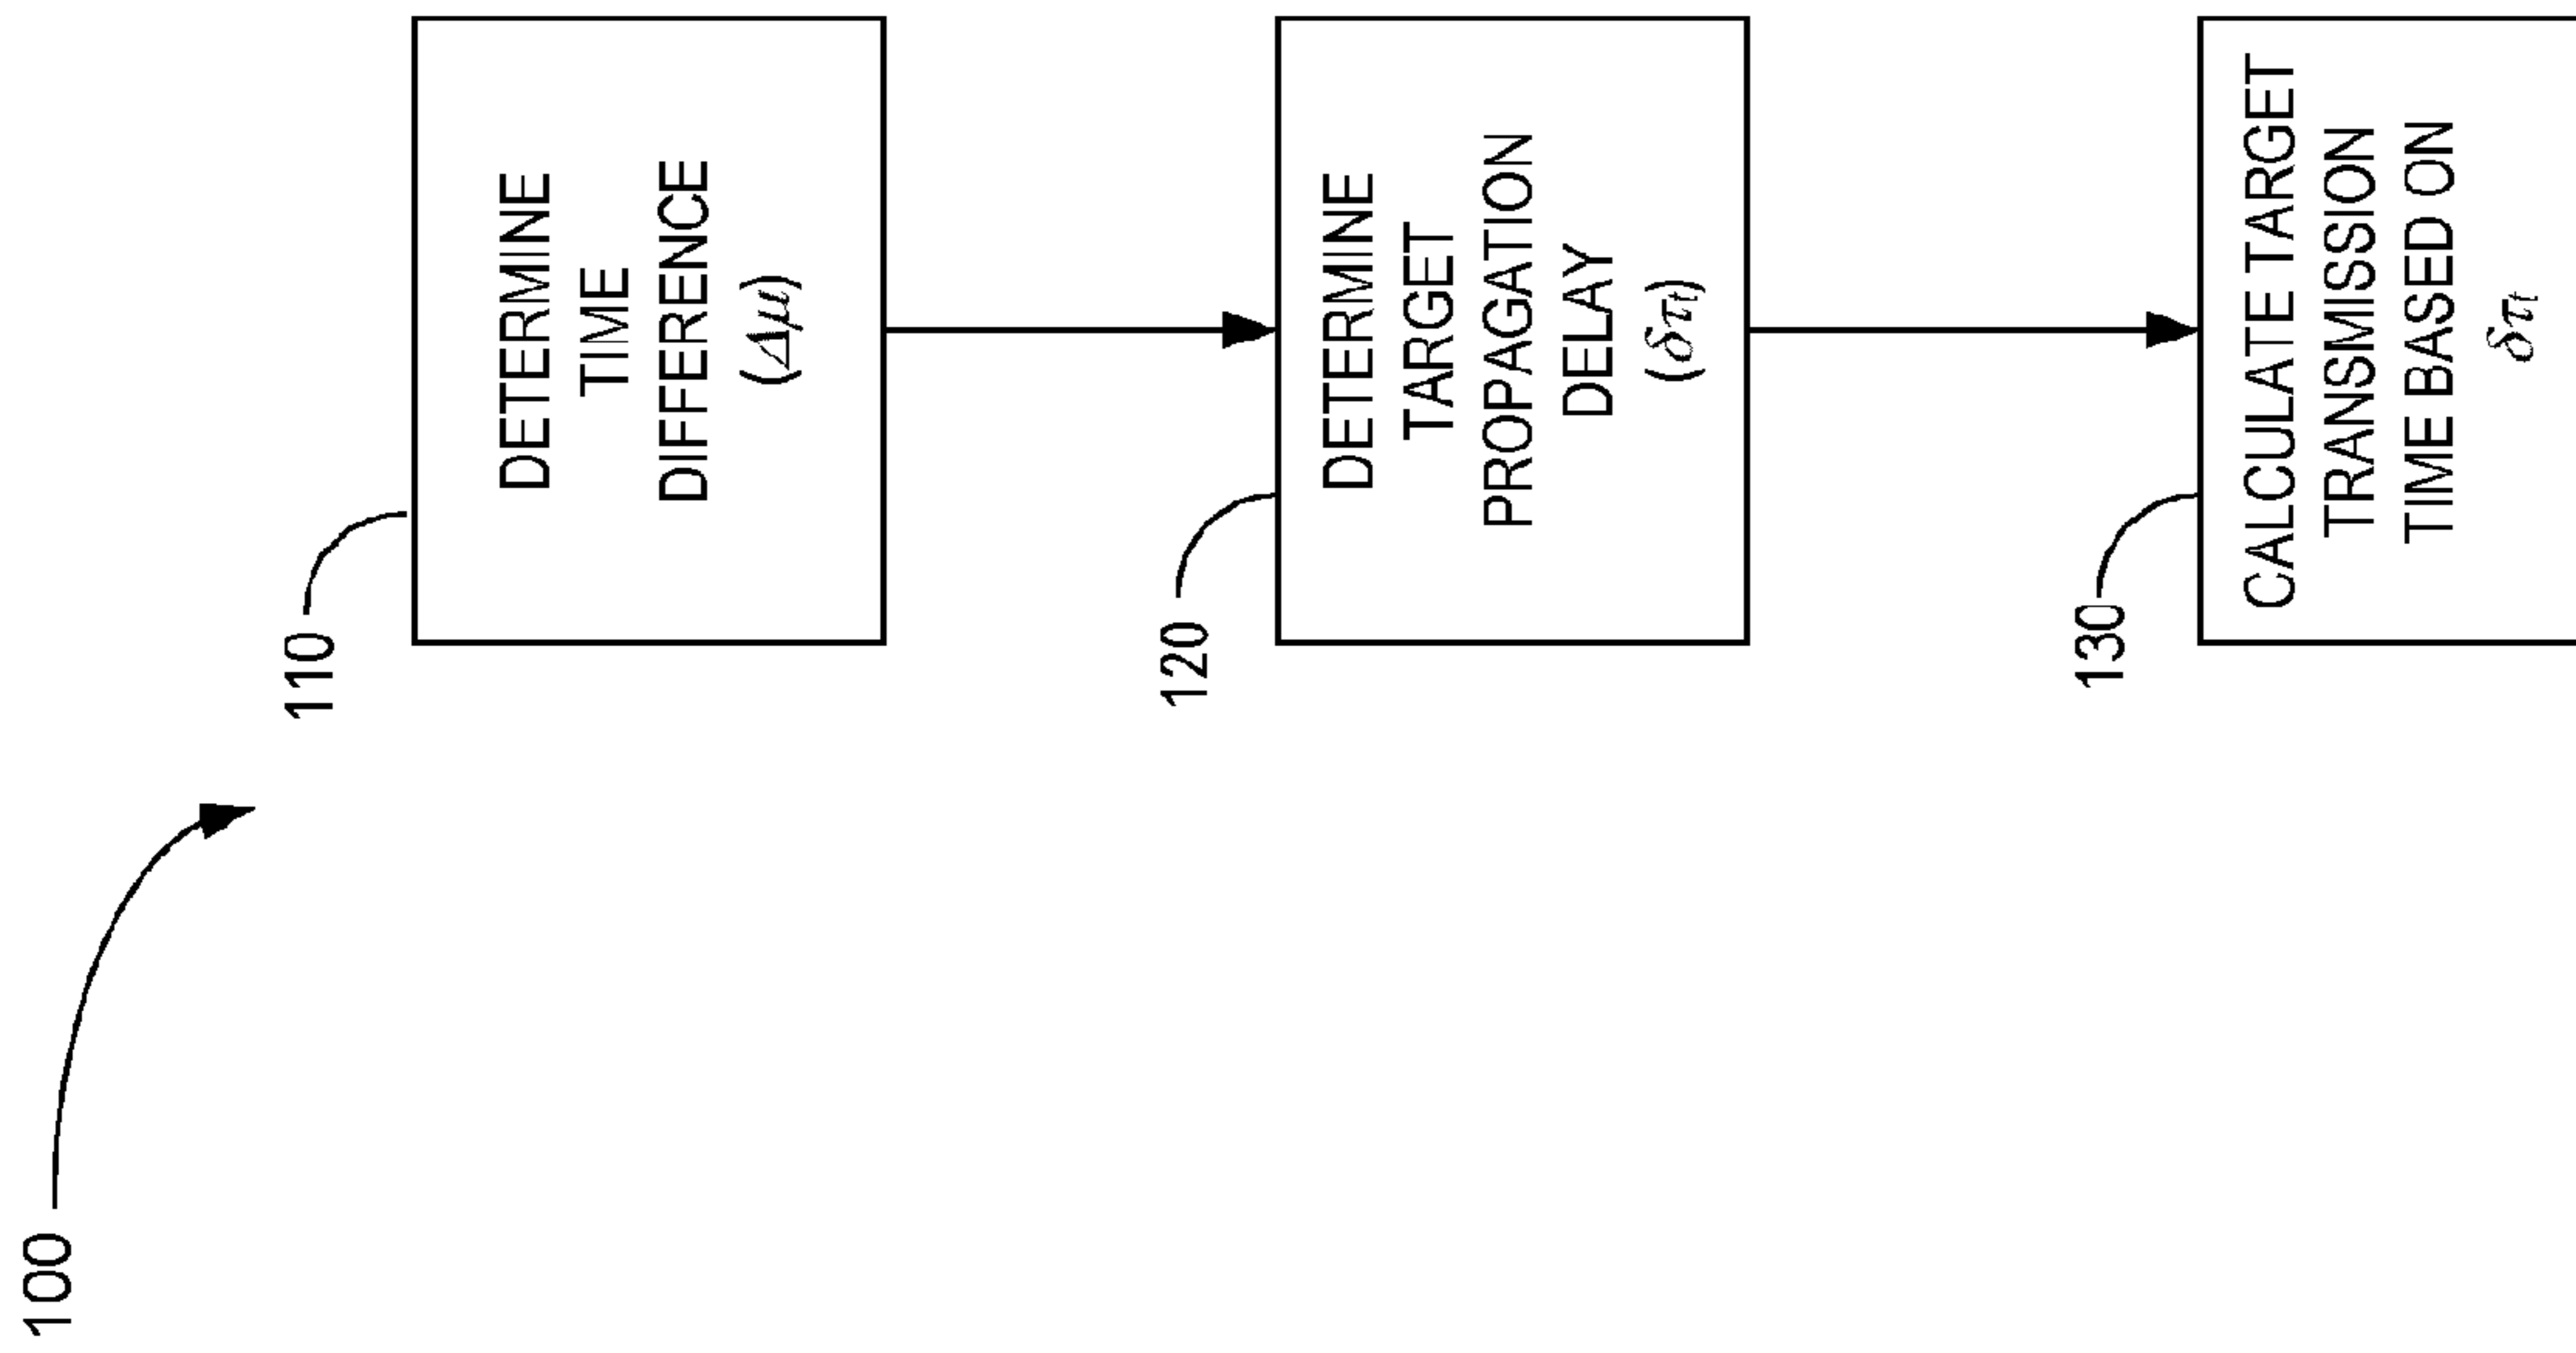 100
110
DETERMINE
TIME
DIFFERENCE
(Δμ)
120
DETERMINE
TARGET
PROPAGATION
DELAY
(δτₜ)
130
CALCULATE TARGET
TRANSMISSION
TIME BASED ON
δτₜ